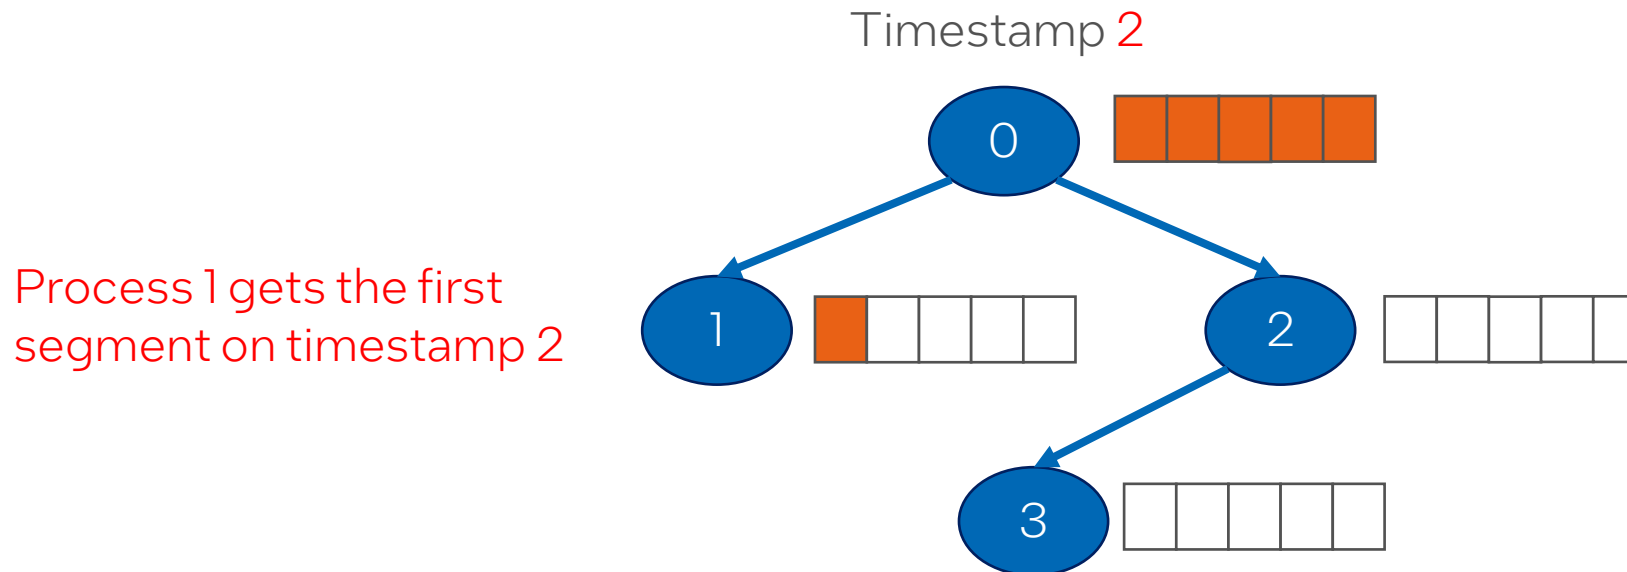 Timestamp 2
0
Process 1 gets the first
segment on timestamp 2
1
2
3